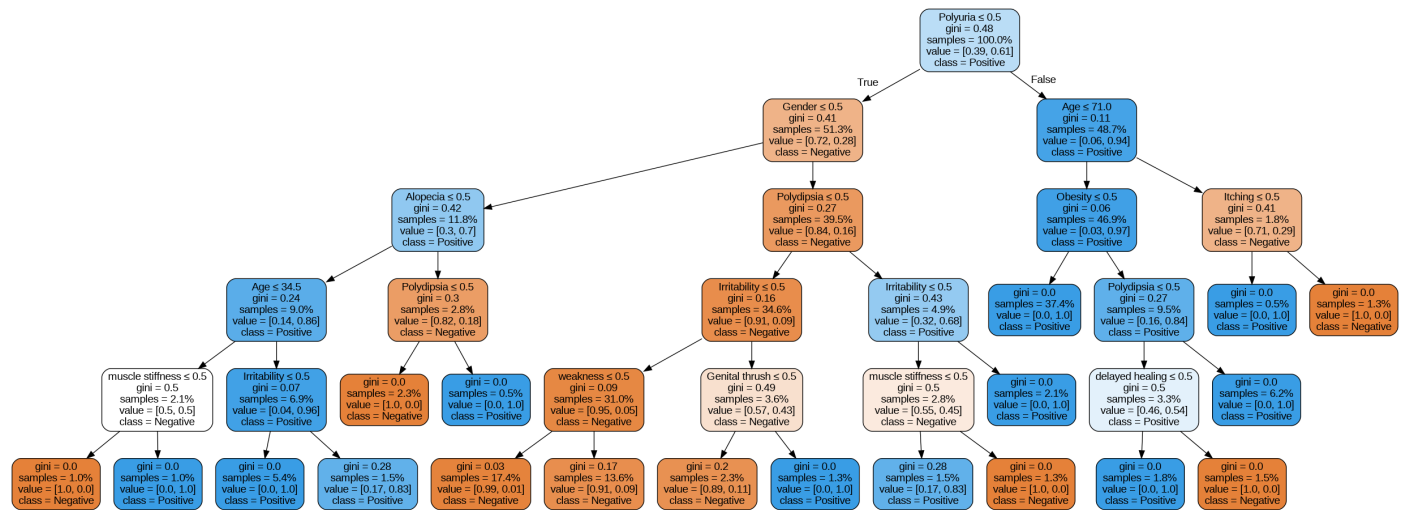 Polyuria ≤ 0.5
gini = 0.48
samples = 100.0%
value = [0.39, 0.61]
class = Positive
True
False
Gender ≤ 0.5
gini = 0.41
samples = 51.3%
value = [0.72, 0.28]
class = Negative
Age ≤ 71.0
gini = 0.11
samples = 48.7%
value = [0.06, 0.94]
class = Positive
Alopecia ≤ 0.5
gini = 0.42
samples = 11.8%
value = [0.3, 0.7]
class = Positive
Polydipsia ≤ 0.5
gini = 0.27
samples = 39.5%
value = [0.84, 0.16]
class = Negative
Obesity ≤ 0.5
gini = 0.06
samples = 46.9%
value = [0.03, 0.97]
class = Positive
Itching ≤ 0.5
gini = 0.41
samples = 1.8%
value = [0.71, 0.29]
class = Negative
Age ≤ 34.5
gini = 0.24
samples = 9.0%
value = [0.14, 0.86]
class = Positive
Polydipsia ≤ 0.5
gini = 0.3
samples = 2.8%
value = [0.82, 0.18]
class = Negative
Irritability ≤ 0.5
gini = 0.16
samples = 34.6%
value = [0.91, 0.09]
class = Negative
Irritability ≤ 0.5
gini = 0.43
samples = 4.9%
value = [0.32, 0.68]
class = Positive
gini = 0.0
samples = 37.4%
value = [0.0, 1.0]
class = Positive
Polydipsia ≤ 0.5
gini = 0.27
samples = 9.5%
value = [0.16, 0.84]
class = Positive
gini = 0.0
samples = 0.5%
value = [0.0, 1.0]
class = Positive
gini = 0.0
samples = 1.3%
value = [1.0, 0.0]
class = Negative
muscle stiffness ≤ 0.5
gini = 0.5
samples = 2.1%
value = [0.5, 0.5]
class = Negative
Irritability ≤ 0.5
gini = 0.07
samples = 6.9%
value = [0.04, 0.96]
class = Positive
gini = 0.0
samples = 2.3%
value = [1.0, 0.0]
class = Negative
gini = 0.0
samples = 0.5%
value = [0.0, 1.0]
class = Positive
weakness ≤ 0.5
gini = 0.09
samples = 31.0%
value = [0.95, 0.05]
class = Negative
Genital thrush ≤ 0.5
gini = 0.49
samples = 3.6%
value = [0.57, 0.43]
class = Negative
muscle stiffness ≤ 0.5
gini = 0.5
samples = 2.8%
value = [0.55, 0.45]
class = Negative
gini = 0.0
samples = 2.1%
value = [0.0, 1.0]
class = Positive
delayed healing ≤ 0.5
gini = 0.5
samples = 3.3%
value = [0.46, 0.54]
class = Positive
gini = 0.0
samples = 6.2%
value = [0.0, 1.0]
class = Positive
gini = 0.0
samples = 1.0%
value = [1.0, 0.0]
class = Negative
gini = 0.0
samples = 1.0%
value = [0.0, 1.0]
class = Positive
gini = 0.0
samples = 5.4%
value = [0.0, 1.0]
class = Positive
gini = 0.28
samples = 1.5%
value = [0.17, 0.83]
class = Positive
gini = 0.03
samples = 17.4%
value = [0.99, 0.01]
class = Negative
gini = 0.17
samples = 13.6%
value = [0.91, 0.09]
class = Negative
gini = 0.2
samples = 2.3%
value = [0.89, 0.11]
class = Negative
gini = 0.0
samples = 1.3%
value = [0.0, 1.0]
class = Positive
gini = 0.28
samples = 1.5%
value = [0.17, 0.83]
class = Positive
gini = 0.0
samples = 1.3%
value = [1.0, 0.0]
class = Negative
gini = 0.0
samples = 1.8%
value = [0.0, 1.0]
class = Positive
gini = 0.0
samples = 1.5%
value = [1.0, 0.0]
class = Negative